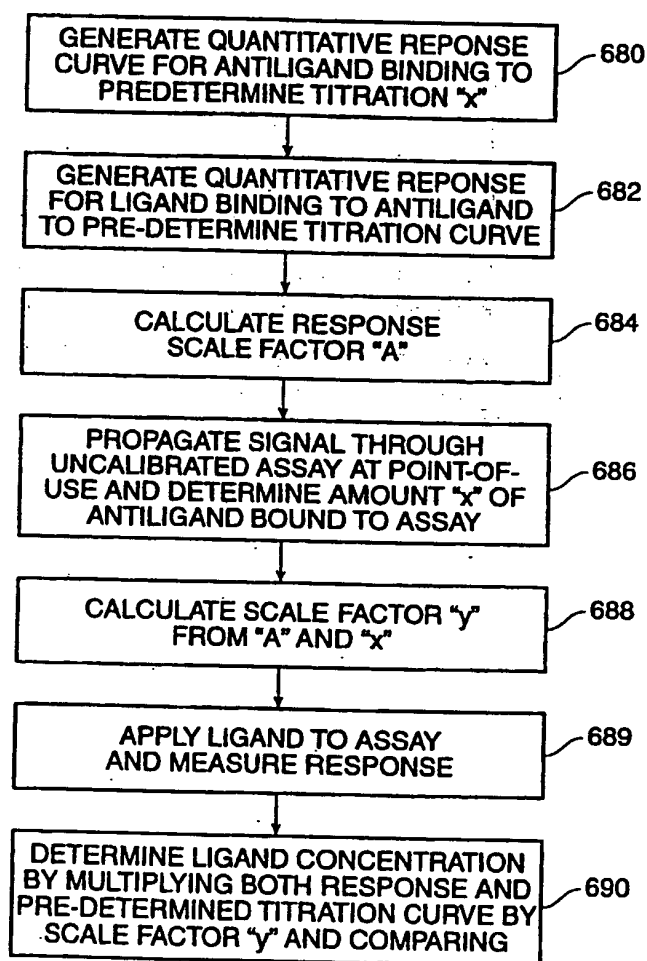 GENERATE QUANTITATIVE REPONSE
CURVE FOR ANTILIGAND BINDING TO
PREDETERMINE TITRATION “x”
680
GENERATE QUANTITATIVE REPONSE
FOR LIGAND BINDING TO ANTILIGAND
TO PRE-DETERMINE TITRATION CURVE
682
CALCULATE RESPONSE
SCALE FACTOR “A”
684
PROPAGATE SIGNAL THROUGH
UNCALIBRATED ASSAY AT POINT-OF-
USE AND DETERMINE AMOUNT “x” OF
ANTILIGAND BOUND TO ASSAY
686
CALCULATE SCALE FACTOR “y”
FROM “A” AND “x”
688
APPLY LIGAND TO ASSAY
AND MEASURE RESPONSE
689
DETERMINE LIGAND CONCENTRATION
BY MULTIPLYING BOTH RESPONSE AND
PRE-DETERMINED TITRATION CURVE BY
SCALE FACTOR “y” AND COMPARING
690